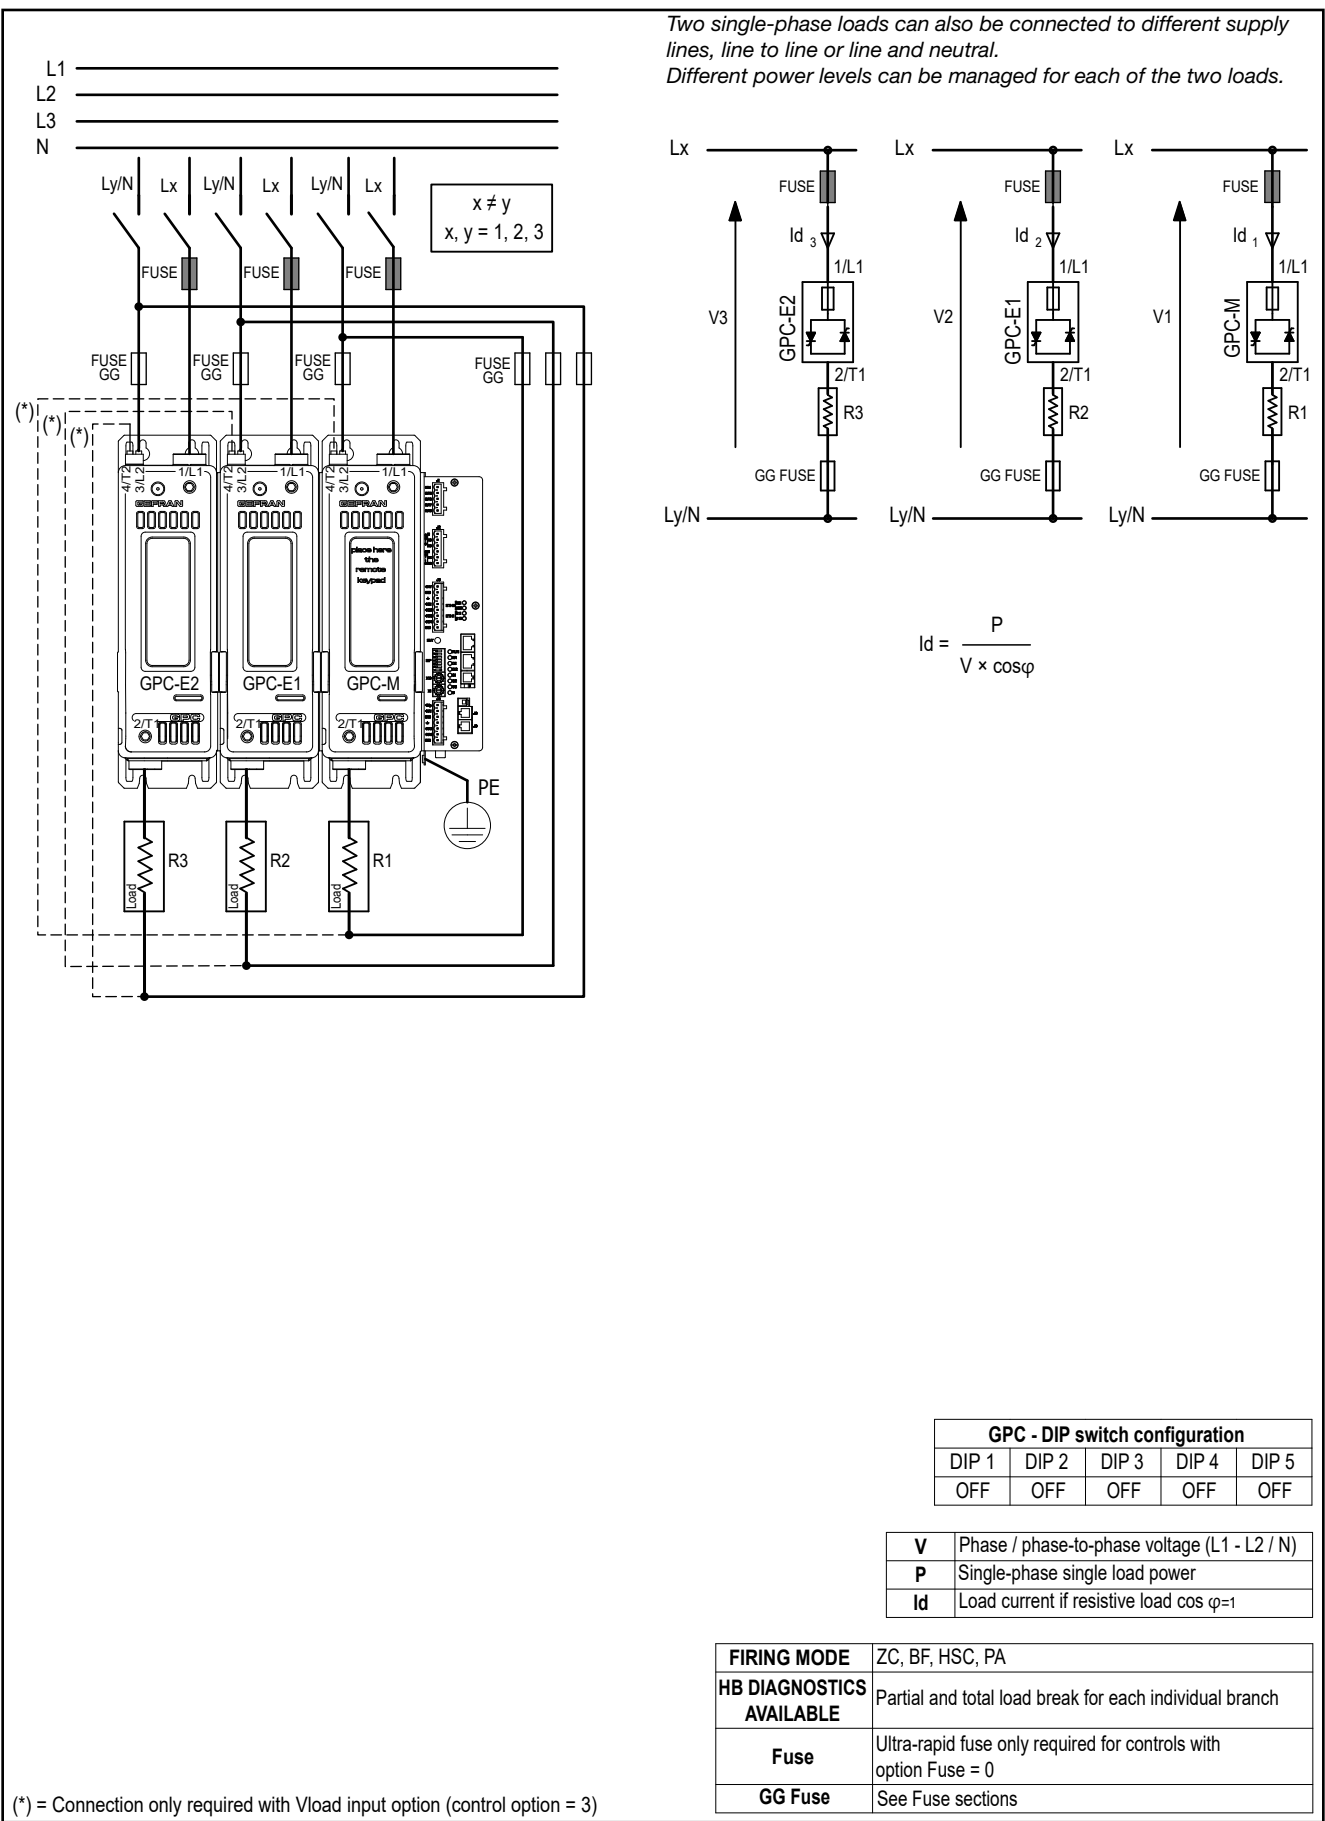 Two single-phase loads can also be connected to different supply
lines, line to line or line and neutral.
Different power levels can be managed for each of the two loads.
L1
L2
L3
N
Ly/N Lx Ly/N Lx Ly/N Lx
x ≠ y
x, y = 1, 2, 3
FUSE FUSE FUSE
FUSE GG
FUSE GG
FUSE GG
FUSE GG
(*)
(*)
(*)
4/T2 3/L2 1/L1
4/T2 3/L2 1/L1
4/T2 3/L2 1/L1
GEFRAN GEFRAN GEFRAN
place here
the
remote
keypad
GPC-E2 GPC-E1 GPC-M
2/T1 GPC 2/T1 GPC 2/T1 GPC
PE
R3 R2 R1
Load Load Load
Lx Lx Lx
FUSE FUSE FUSE
Id 3 Id 2 Id 1
1/L1 1/L1 1/L1
V3 GPC-E2 V2 GPC-E1 V1 GPC-M
2/T1 2/T1 2/T1
R3 R2 R1
GG FUSE GG FUSE GG FUSE
Ly/N Ly/N Ly/N
Id = P
V × cosφ
GPC - DIP switch configuration
DIP 1 DIP 2 DIP 3 DIP 4 DIP 5
OFF OFF OFF OFF OFF
V Phase / phase-to-phase voltage (L1 - L2 / N)
P Single-phase single load power
Id Load current if resistive load cos φ=1
FIRING MODE ZC, BF, HSC, PA
HB DIAGNOSTICS
AVAILABLE Partial and total load break for each individual branch
Fuse Ultra-rapid fuse only required for controls with
option Fuse = 0
GG Fuse See Fuse sections
(*) = Connection only required with Vload input option (control option = 3)